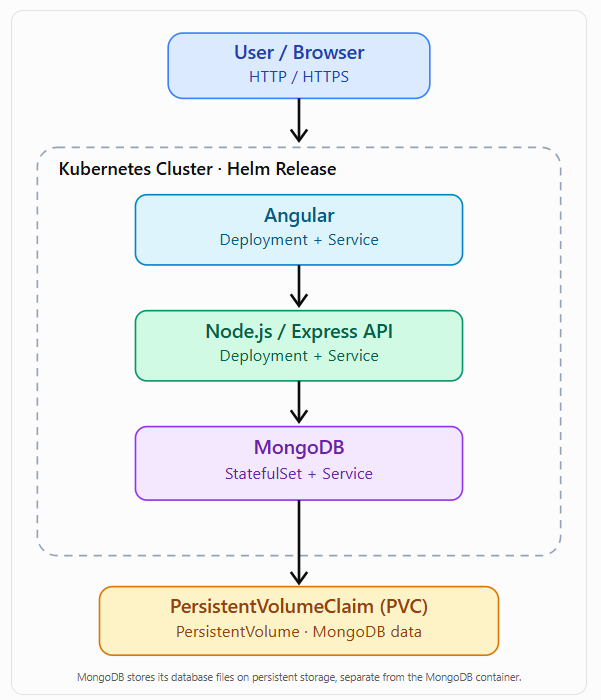 User / Browser
HTTP / HTTPS
Kubernetes Cluster · Helm Release
Angular
Deployment + Service
Node.js / Express API
Deployment + Service
MongoDB
StatefulSet + Service
PersistentVolumeClaim (PVC)
PersistentVolume · MongoDB data
MongoDB stores its database files on persistent storage, separate from the MongoDB container.